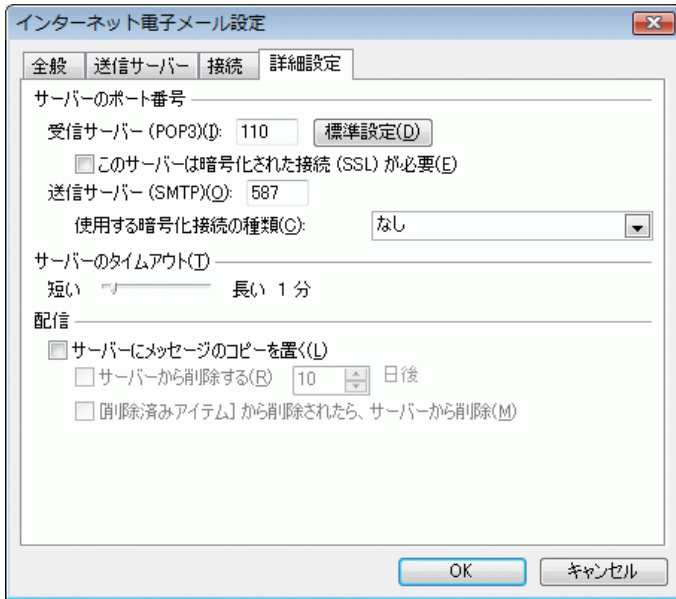 インターネット電子メール設定
全般 送信サーバー 接続 詳細設定
サーバーのポート番号
受信サーバー (POP3)(I): 110 標準設定(D)
このサーバーは暗号化された接続 (SSL) が必要(E)
送信サーバー (SMTP)(O): 587
使用する暗号化接続の種類(C): なし
サーバーのタイムアウト(T)
短い 長い 1 分
配信
サーバーにメッセージのコピーを置く(L)
サーバーから削除する(R) 10 日後
[削除済みアイテム] から削除されたら、サーバーから削除(M)
OK キャンセル